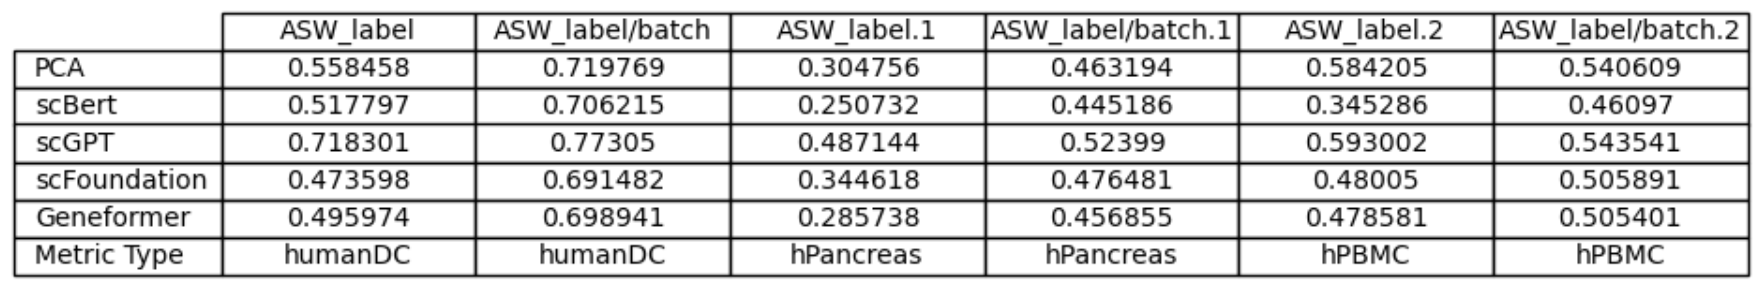 ASW_label ASW_label/batch ASW_label.1 ASW_label/batch.1 ASW_label.2 ASW_label/batch.2
PCA 0.558458 0.719769 0.304756 0.463194 0.584205 0.540609
scBert 0.517797 0.706215 0.250732 0.445186 0.345286 0.46097
scGPT 0.718301 0.77305 0.487144 0.52399 0.593002 0.543541
scFoundation 0.473598 0.691482 0.344618 0.476481 0.48005 0.505891
Geneformer 0.495974 0.698941 0.285738 0.456855 0.478581 0.505401
Metric Type humanDC humanDC hPancreas hPancreas hPBMC hPBMC